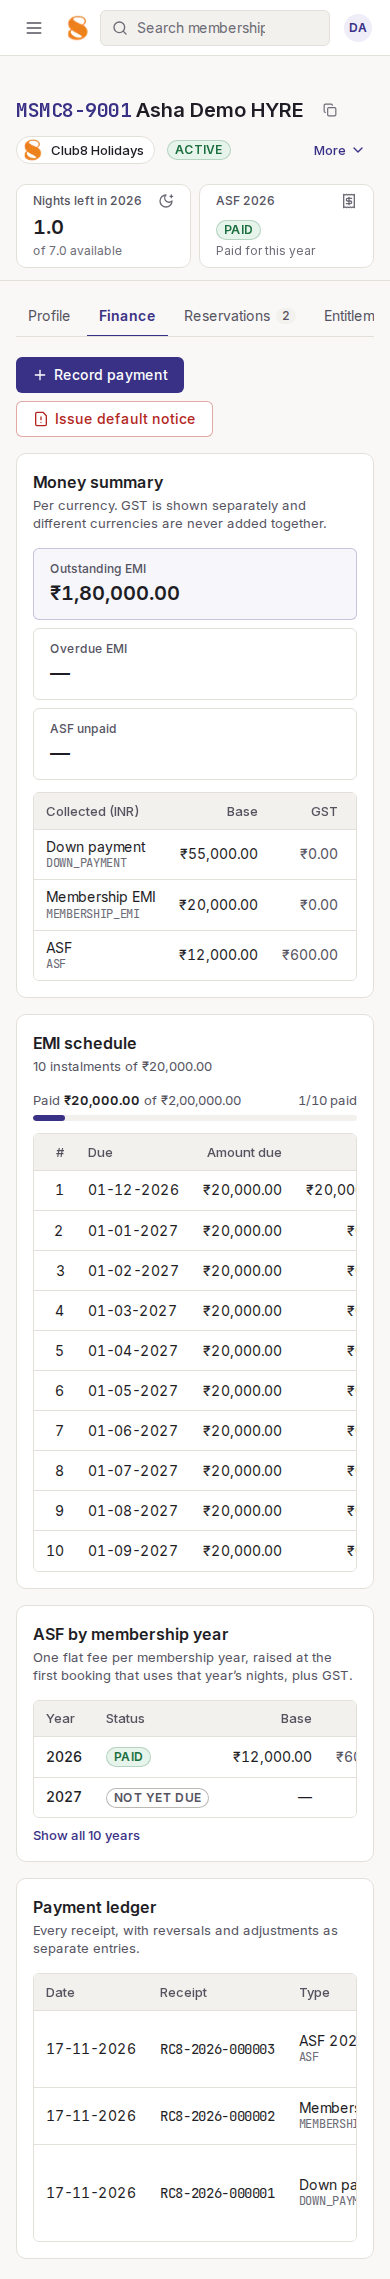 Search membership
DA
MSMC8-9001 Asha Demo HYRE
Club8 Holidays
ACTIVE
More
Nights left in 2026
1.0
of 7.0 available
ASF 2026
PAID
Paid for this year
Profile
Finance
Reservations 2
Entitlem
Record payment
Issue default notice
Money summary
Per currency. GST is shown separately and
different currencies are never added together.
Outstanding EMI
₹1,80,000.00
Overdue EMI
—
ASF unpaid
—
Collected (INR) Base GST
Down payment ₹55,000.00 ₹0.00
DOWN_PAYMENT
Membership EMI ₹20,000.00 ₹0.00
MEMBERSHIP_EMI
ASF ₹12,000.00 ₹600.00
ASF
EMI schedule
10 instalments of ₹20,000.00
Paid ₹20,000.00 of ₹2,00,000.00 1/10 paid
# Due Amount due
1 01-12-2026 ₹20,000.00 ₹20,00
2 01-01-2027 ₹20,000.00 ₹
3 01-02-2027 ₹20,000.00 ₹
4 01-03-2027 ₹20,000.00 ₹
5 01-04-2027 ₹20,000.00 ₹
6 01-05-2027 ₹20,000.00 ₹
7 01-06-2027 ₹20,000.00 ₹
8 01-07-2027 ₹20,000.00 ₹
9 01-08-2027 ₹20,000.00 ₹
10 01-09-2027 ₹20,000.00 ₹
ASF by membership year
One flat fee per membership year, raised at the
first booking that uses that year’s nights, plus GST.
Year Status Base
2026 PAID ₹12,000.00 ₹60
2027 NOT YET DUE —
Show all 10 years
Payment ledger
Every receipt, with reversals and adjustments as
separate entries.
Date Receipt Type
17-11-2026 RC8-2026-000003 ASF 202
ASF
17-11-2026 RC8-2026-000002 Members
MEMBERSHI
17-11-2026 RC8-2026-000001 Down pa
DOWN_PAYM